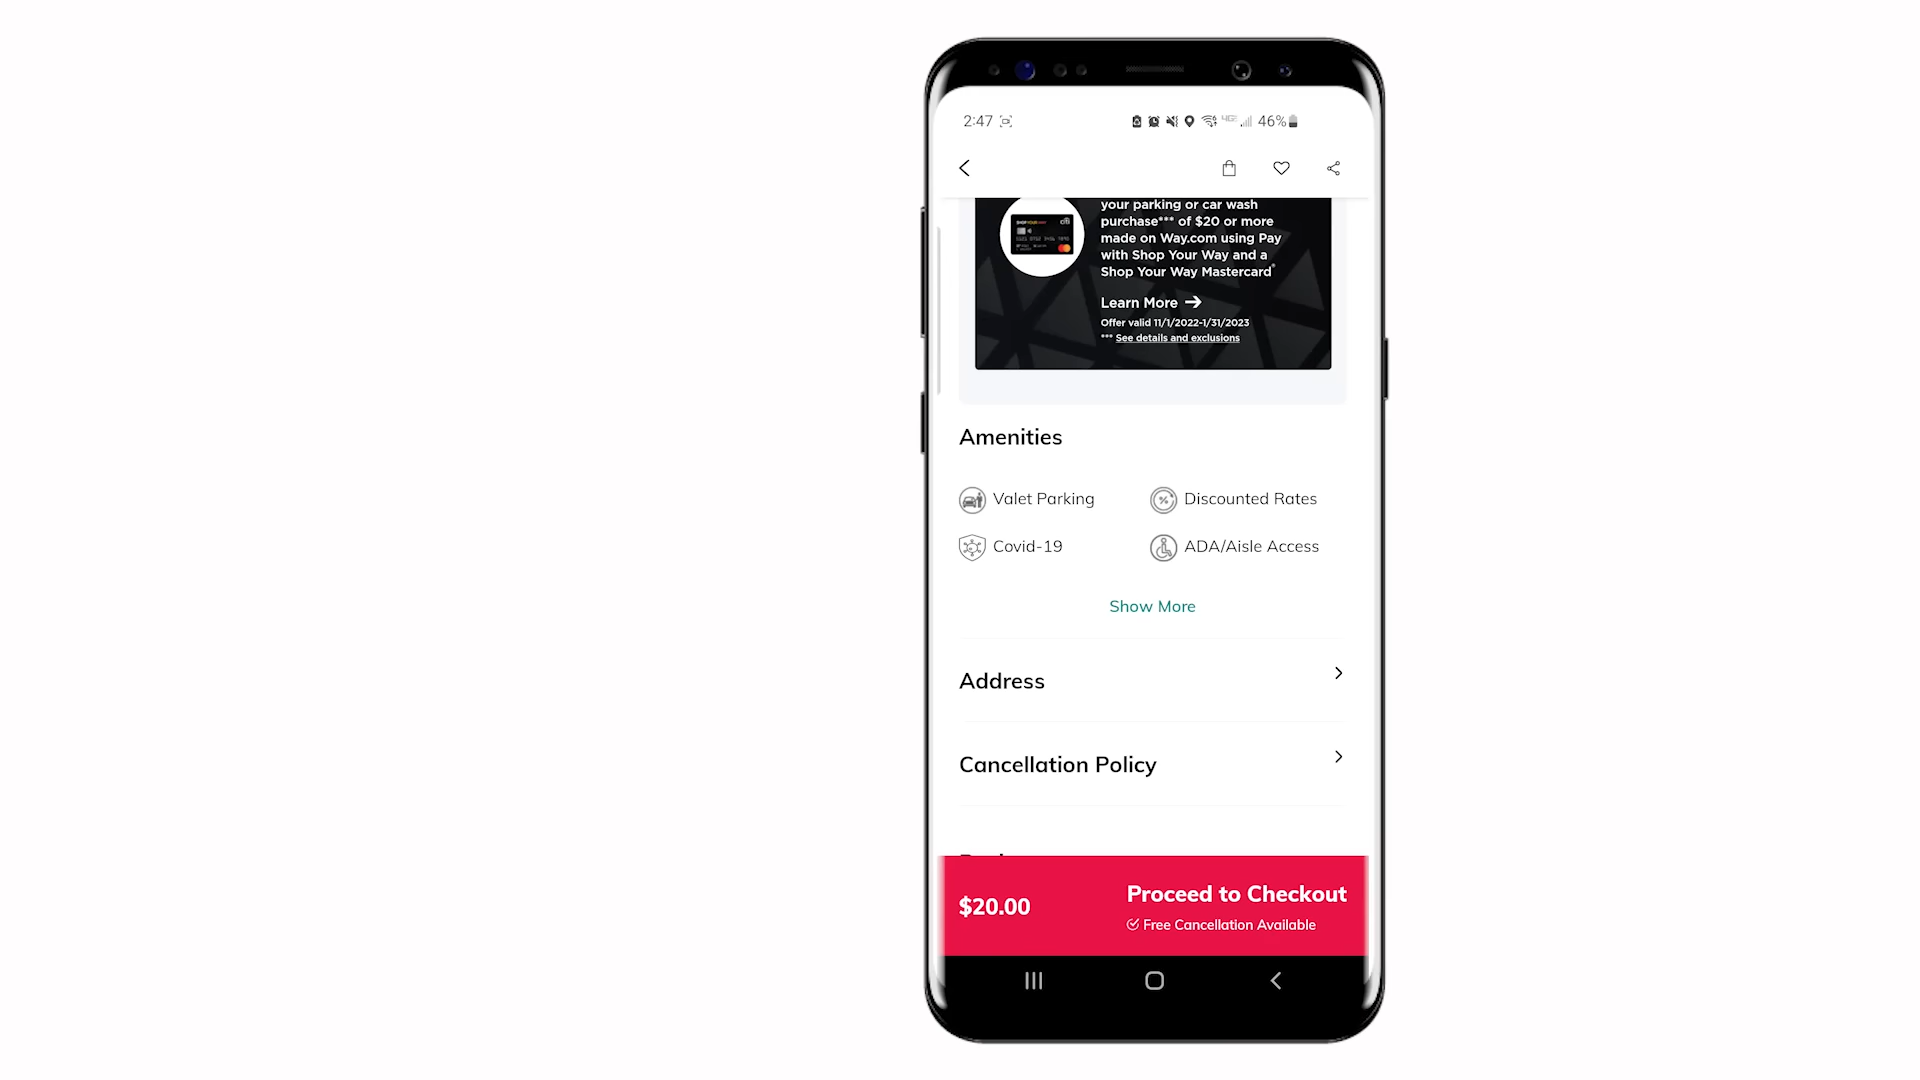 2:47
46%
your parking or car wash
purchase*** of $20 or more
made on Way.com using Pay
with Shop Your Way and a
Shop Your Way Mastercard
Learn More →
Offer valid 11/1/2022-1/31/2023
*** See details and exclusions
Amenities
Valet Parking
Discounted Rates
Covid-19
ADA/Aisle Access
Show More
Address
Cancellation Policy
$20.00
Proceed to Checkout
Free Cancellation Available